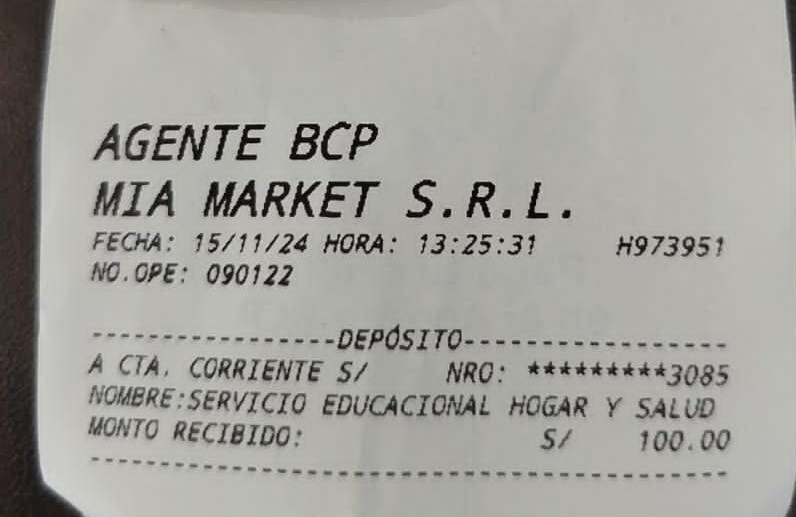 AGENTE BCP
MIA MARKET S.R.L.
FECHA: 15/11/24 HORA: 13:25:31 H973951
NO.OPE: 090122
-----------------DEPÓSITO------------------
A CTA. CORRIENTE S/ NRO: *********3085
NOMBRE:SERVICIO EDUCACIONAL HOGAR Y SALUD
MONTO RECIBIDO: S/ 100.00
-------------------------------------------